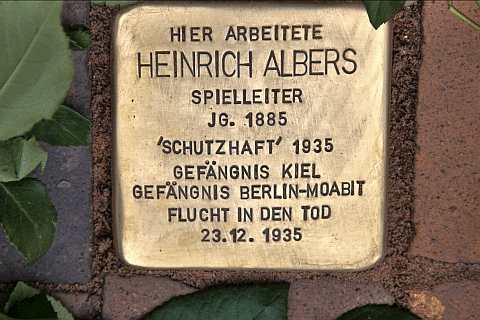 HIER ARBEITETE
HEINRICH ALBERS
SPIELLEITER
JG. 1885
'SCHUTZHAFT' 1935
GEFÄNGNIS KIEL
GEFÄNGNIS BERLIN-MOABIT
FLUCHT IN DEN TOD
23.12. 1935